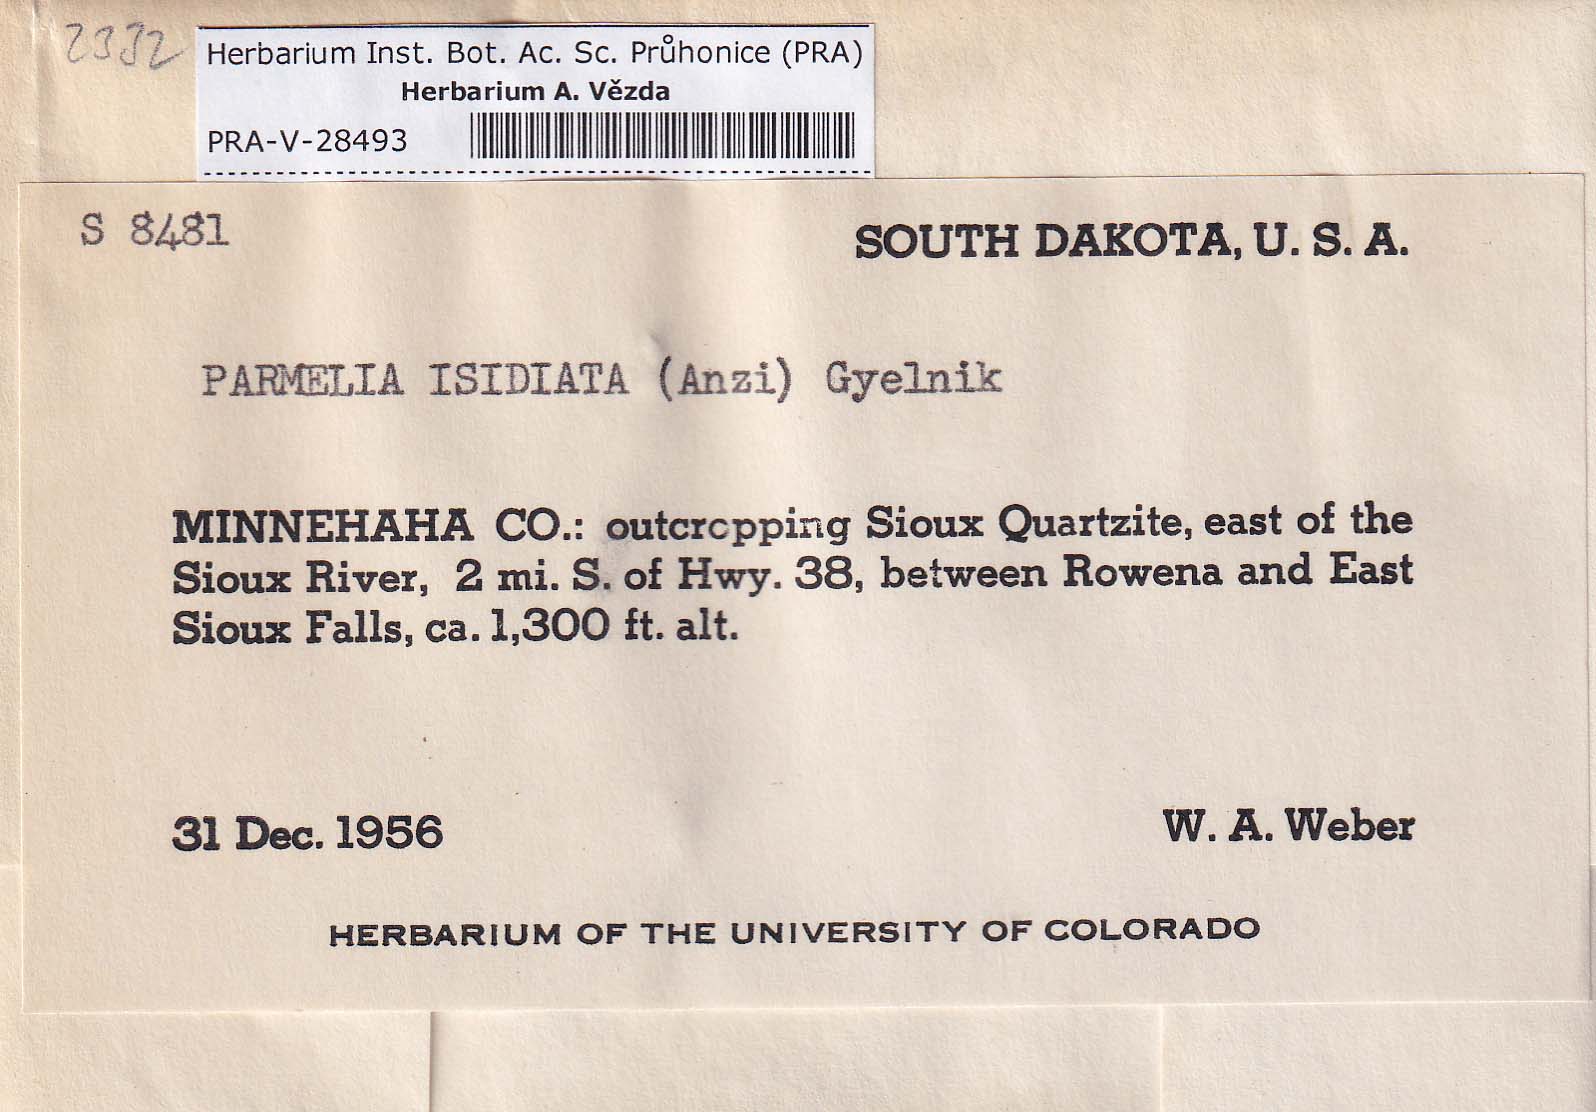 2332
Herbarium Inst. Bot. Ac. Sc. Průhonice (PRA)
Herbarium A. Vězda
PRA-V-28493
S 8481
SOUTH DAKOTA, U. S. A.
PARMELIA ISIDIATA (Anzi) Gyelnik
MINNEHAHA CO.: outcropping Sioux Quartzite, east of the
Sioux River, 2 mi. S. of Hwy. 38, between Rowena and East
Sioux Falls, ca. 1,300 ft. alt.
31 Dec. 1956
W. A. Weber
HERBARIUM OF THE UNIVERSITY OF COLORADO